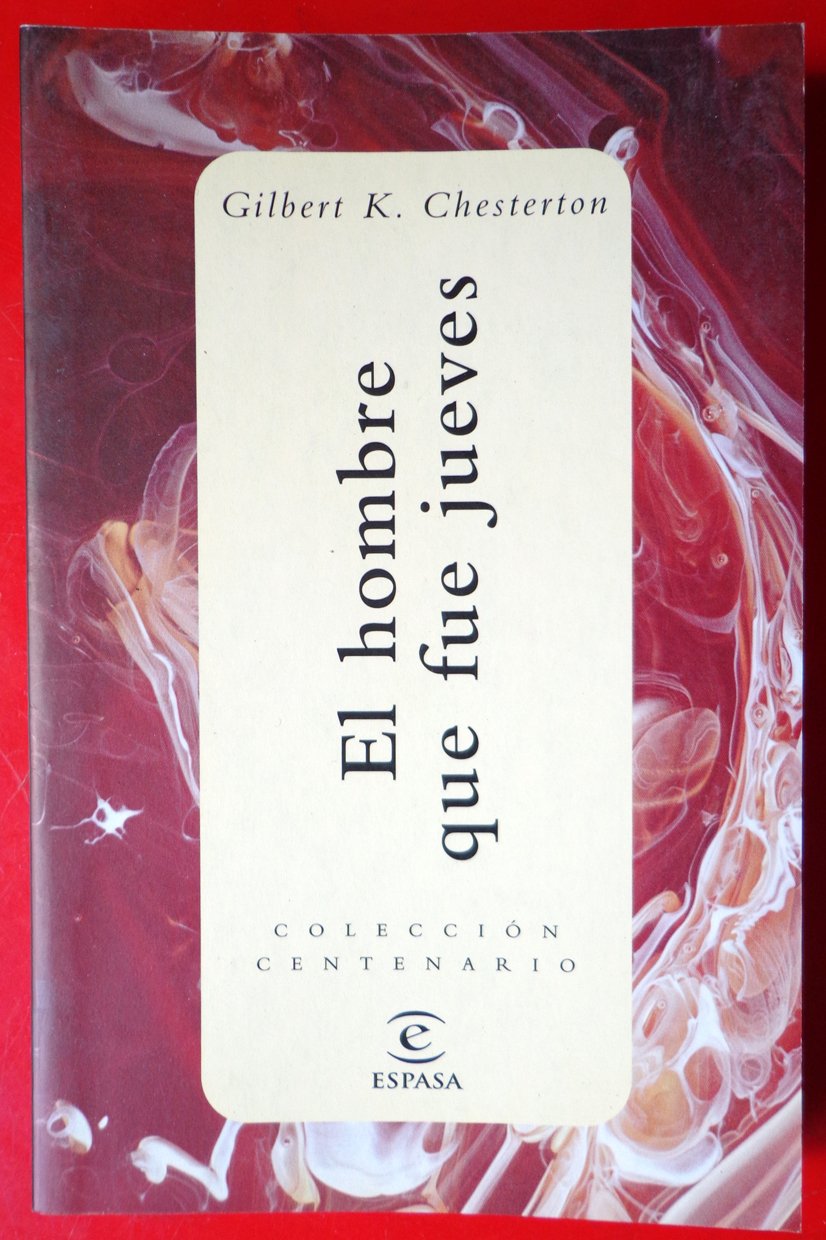 Gilbert K. Chesterton
El hombre
que fue jueves
COLECCIÓN
CENTENARIO
e
ESPASA